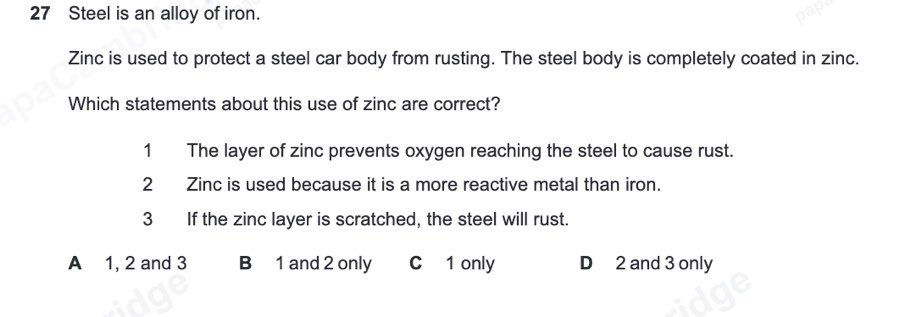 27 Steel is an alloy of iron.
Zinc is used to protect a steel car body from rusting. The steel body is completely coated in zinc.
Which statements about this use of zinc are correct?
1 The layer of zinc prevents oxygen reaching the steel to cause rust.
2 Zinc is used because it is a more reactive metal than iron.
3 If the zinc layer is scratched, the steel will rust.
A 1, 2 and 3 B 1 and 2 only C 1 only D 2 and 3 only